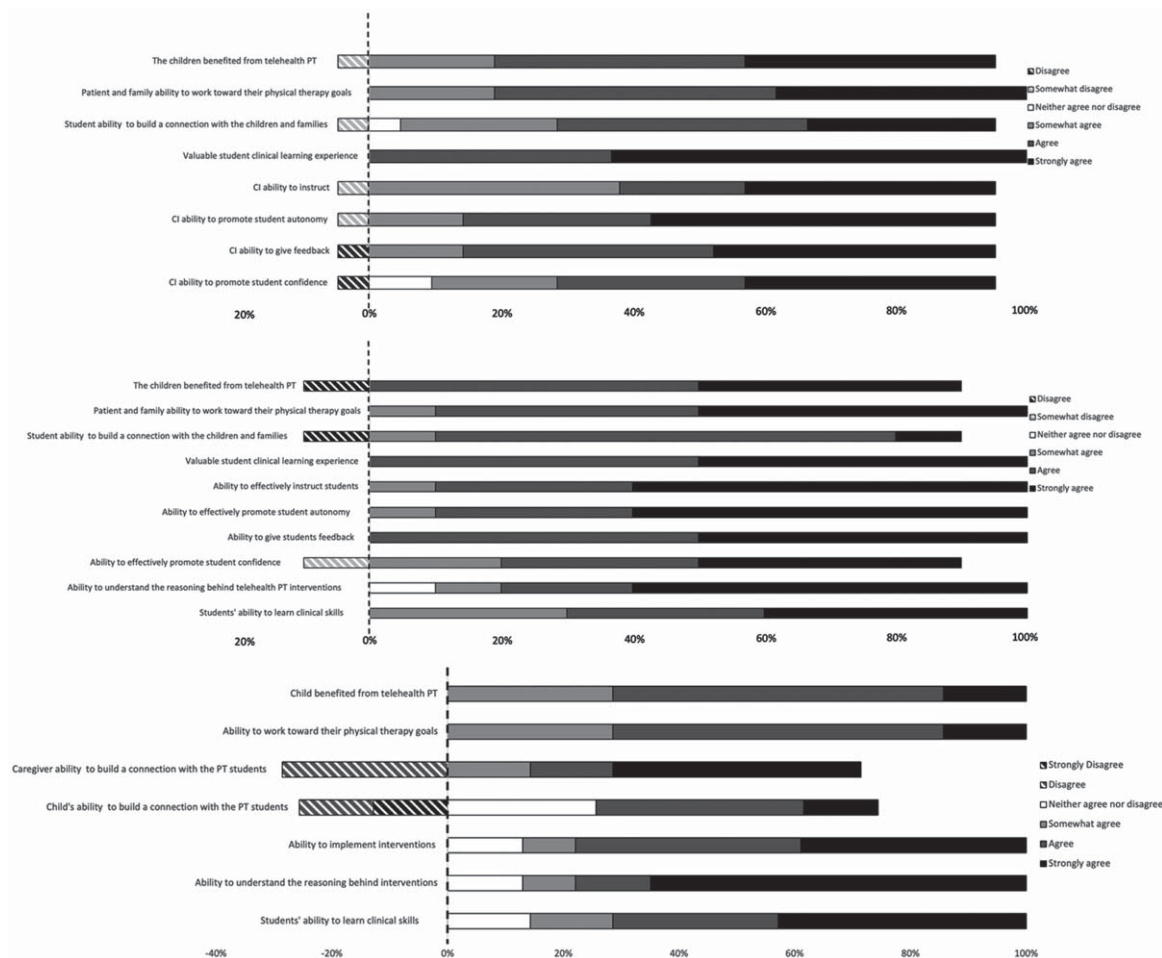 The children benefited from telehealth PT
Patient and family ability to work toward their physical therapy goals
Student ability to build a connection with the children and families
Valuable student clinical learning experience
CI ability to instruct
CI ability to promote student autonomy
CI ability to give feedback
CI ability to promote student confidence
20% 0% 20% 40% 60% 80% 100%
Disagree
Somewhat disagree
Neither agree nor disagree
Somewhat agree
Agree
Strongly agree
The children benefited from telehealth PT
Patient and family ability to work toward their physical therapy goals
Student ability to build a connection with the children and families
Valuable student clinical learning experience
Ability to effectively instruct students
Ability to effectively promote student autonomy
Ability to give students feedback
Ability to effectively promote student confidence
Ability to understand the reasoning behind telehealth PT interventions
Students' ability to learn clinical skills
20% 0% 20% 40% 60% 80% 100%
Disagree
Somewhat disagree
Neither agree nor disagree
Somewhat agree
Agree
Strongly agree
Child benefited from telehealth PT
Ability to work toward their physical therapy goals
Caregiver ability to build a connection with the PT students
Child's ability to build a connection with the PT students
Ability to implement interventions
Ability to understand the reasoning behind interventions
Students' ability to learn clinical skills
-40% -20% 0% 20% 40% 60% 80% 100%
Strongly Disagree
Disagree
Neither agree nor disagree
Somewhat agree
Agree
Strongly agree